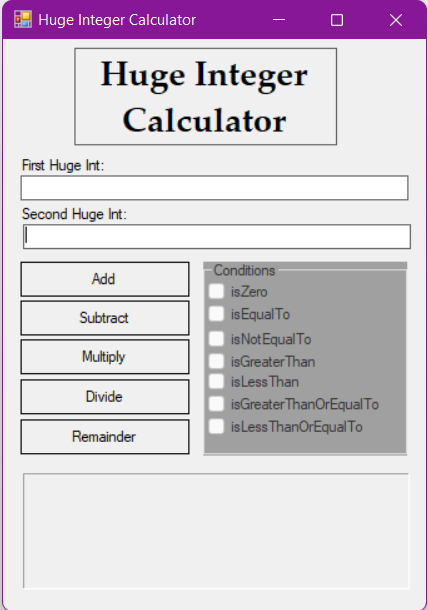 Huge Integer Calculator
Huge Integer
Calculator
First Huge Int:
Second Huge Int:
Add
Subtract
Multiply
Divide
Remainder
Conditions
isZero
isEqualTo
isNotEqualTo
isGreaterThan
isLessThan
isGreaterThanOrEqualTo
isLessThanOrEqualTo